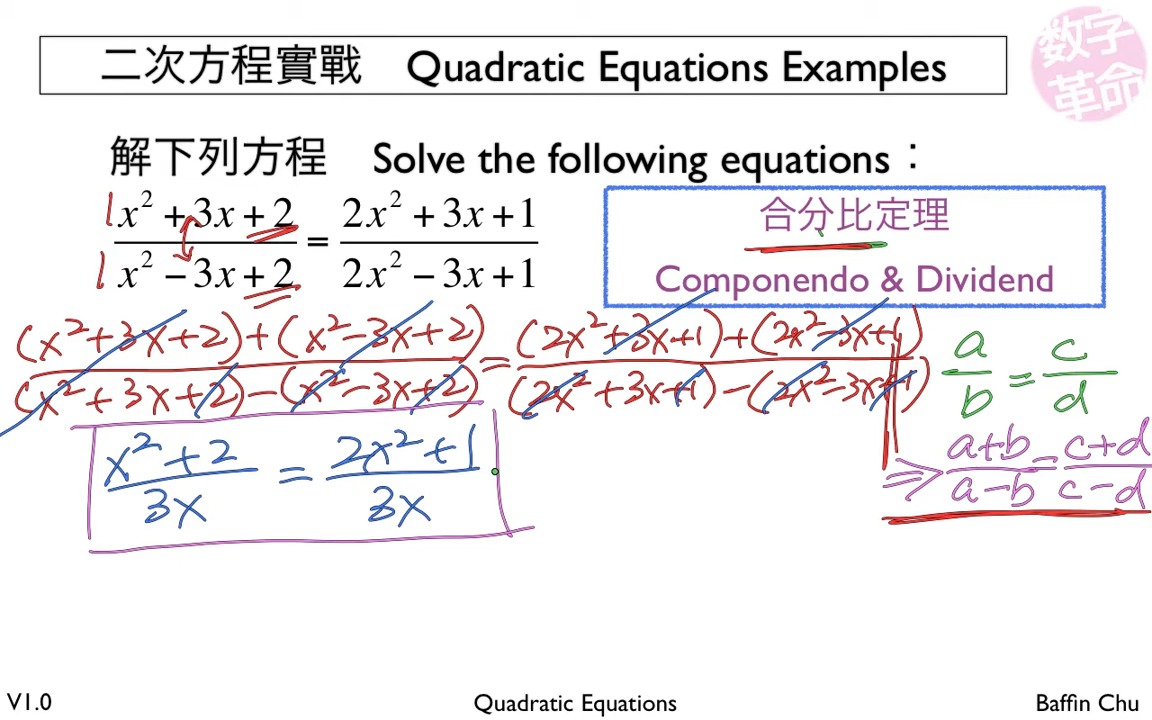 二次方程實戰 Quadratic Equations Examples
数字
革命
解下列方程 Solve the following equations：
1 x² + 3x + 2 / 1 x² − 3x + 2 = 2x² + 3x + 1 / 2x² − 3x + 1
合分比定理
Componendo & Dividend
(x² + 3x + 2) + (x² − 3x + 2) / (x² + 3x + 2) − (x² − 3x + 2) = (2x² + 3x + 1) + (2x² − 3x + 1) / (2x² + 3x + 1) − (2x² − 3x + 1)
a / b = c / d
x² + 2 / 3x = 2x² + 1 / 3x
⇒ a + b / a − b = c + d / c − d
V1.0 Quadratic Equations Baffin Chu